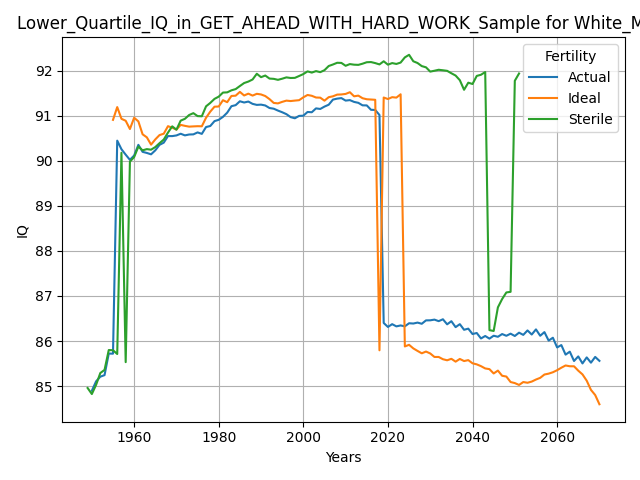 Lower_Quartile_IQ_in_GET_AHEAD_WITH_HARD_WORK_Sample for White_M
Fertility
Actual
Ideal
Sterile
92
91
90
89
88
87
86
85
IQ
1960
1980
2000
2020
2040
2060
Years